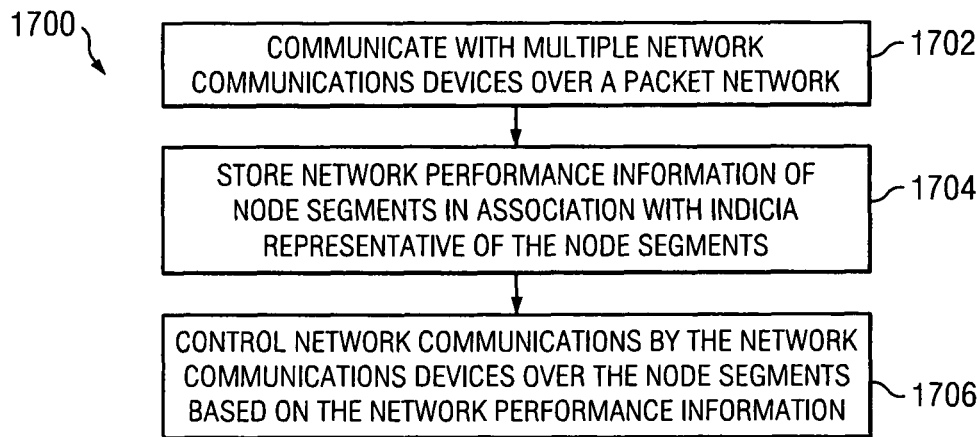 1700
COMMUNICATE WITH MULTIPLE NETWORK
COMMUNICATIONS DEVICES OVER A PACKET NETWORK
1702
STORE NETWORK PERFORMANCE INFORMATION OF
NODE SEGMENTS IN ASSOCIATION WITH INDICIA
REPRESENTATIVE OF THE NODE SEGMENTS
1704
CONTROL NETWORK COMMUNICATIONS BY THE NETWORK
COMMUNICATIONS DEVICES OVER THE NODE SEGMENTS
BASED ON THE NETWORK PERFORMANCE INFORMATION
1706